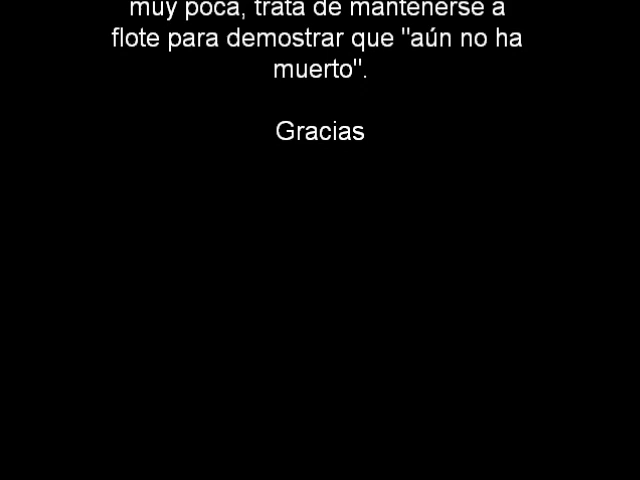 muy poca, trata de mantenerse a
flote para demostrar que "aún no ha
muerto".
Gracias